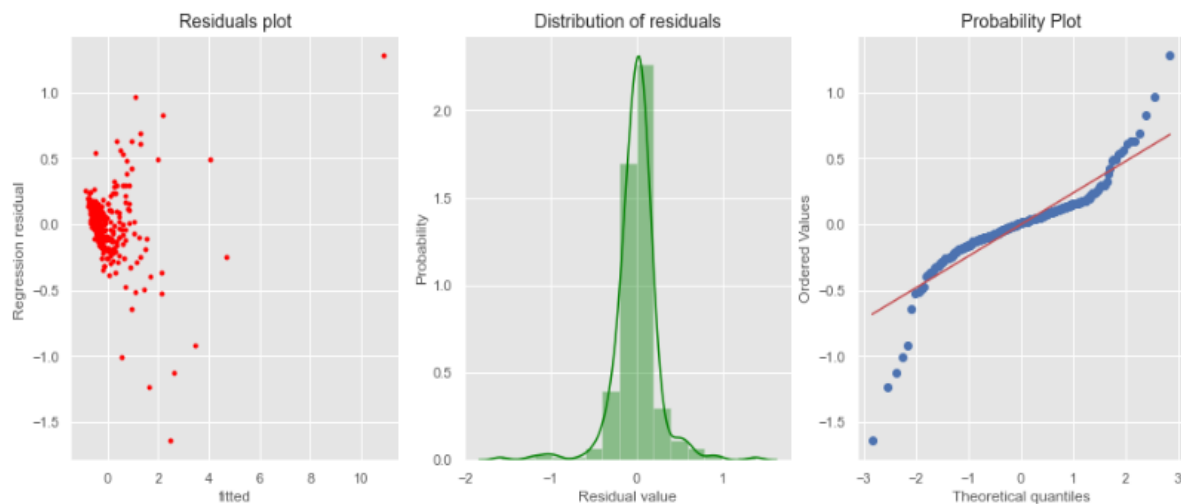 Residuals plot
Regression residual
1.0
0.5
0.0
−0.5
−1.0
−1.5
0 2 4 6 8 10
fitted
Distribution of residuals
Probability
2.0
1.5
1.0
0.5
0.0
−2 −1 0 1
Residual value
Probability Plot
Ordered Values
1.0
0.5
0.0
−0.5
−1.0
−1.5
−3 −2 −1 0 1 2 3
Theoretical quantiles